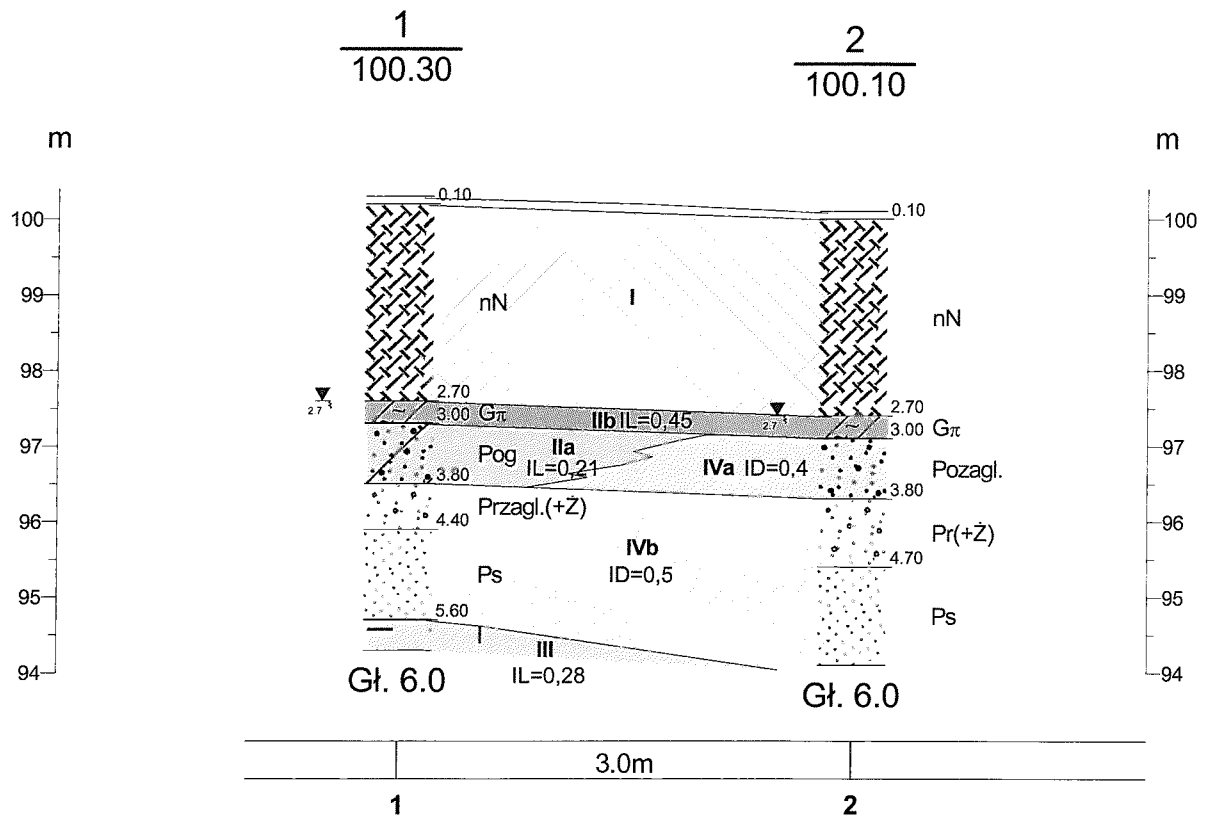 1
100.30
2
100.10
m
m
0.10
0.10
100
100
99
99
nN
I
nN
98
98
2.70
2.70
2.7
3.00
Gπ
IIb IL=0,45
2.7
3.00
Gπ
97
97
Pog
IIa
IL=0,21
IVa ID=0,4
Pozagl.
3.80
3.80
96
96
Przagl.(+Ż)
4.40
IVb
ID=0,5
Pr(+Ż)
4.70
95
95
Ps
Ps
5.60
I
III
IL=0,28
94
94
Gł. 6.0
Gł. 6.0
3.0m
1
2